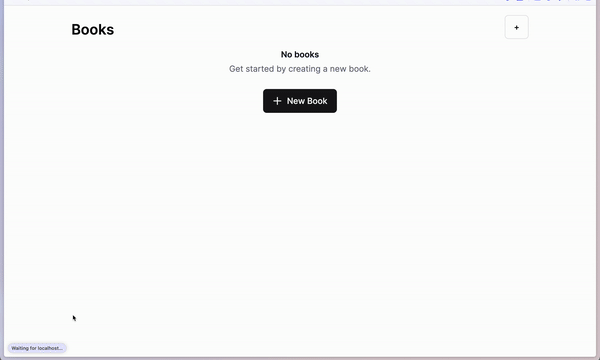 Books
+
No books
Get started by creating a new book.
+ New Book
Waiting for localhost...